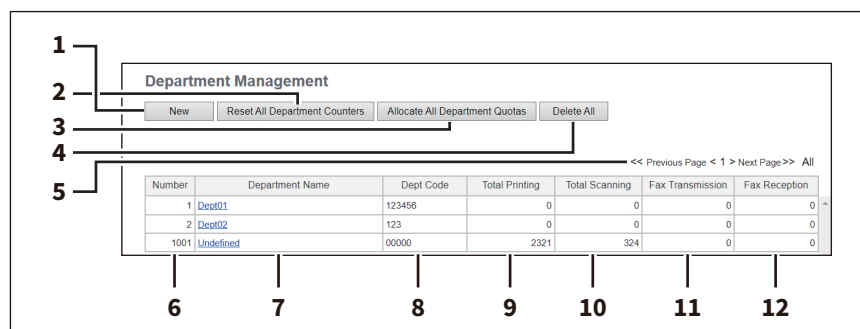 1
Department Management
2
New Reset All Department Counters Allocate All Department Quotas Delete All
3
4
<< Previous Page < 1 > Next Page >> All
5
Number Department Name Dept Code Total Printing Total Scanning Fax Transmission Fax Reception
1 Dept01 123456 0 0 0 0
2 Dept02 123 0 0 0 0
1001 Undefined 00000 2321 324 0 0
6 7 8 9 10 11 12